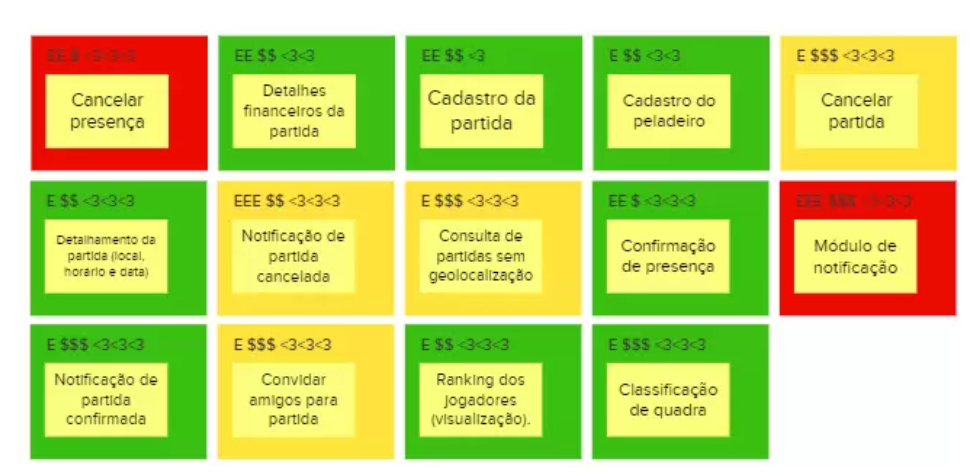 EE $ <3<3<3
Cancelar
presença
EE $$ <3<3
Detalhes
financeiros da
partida
EE $$ <3
Cadastro da
partida
E $$ <3<3
Cadastro do
peladeiro
E $$$ <3<3<3
Cancelar
partida
E $$ <3<3<3
Detalhamento da
partida (local,
horário e data)
EEE $$ <3<3<3
Notificação de
partida
cancelada
E $$$ <3<3<3
Consulta de
partidas sem
geolocalização
EE $ <3<3<3
Confirmação
de presença
EEE $$$ <3<3<3
Módulo de
notificação
E $$$ <3<3<3
Notificação de
partida
confirmada
E $$$ <3<3<3
Convidar
amigos para
partida
E $$ <3<3<3
Ranking dos
jogadores
(visualização).
E $$$ <3<3<3
Classificação
de quadra